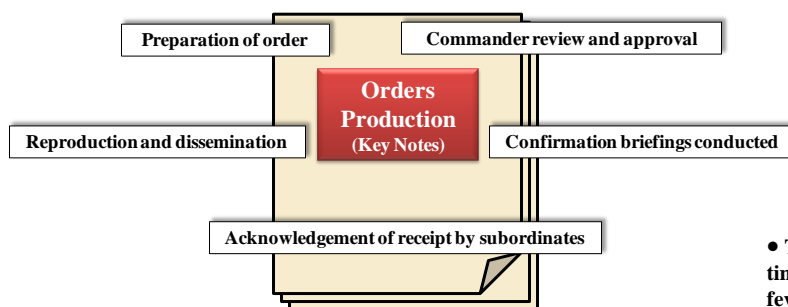 Preparation of order
Commander review and approval
Orders
Production
(Key Notes)
Reproduction and dissemination
Confirmation briefings conducted
Acknowledgement of receipt by subordinates